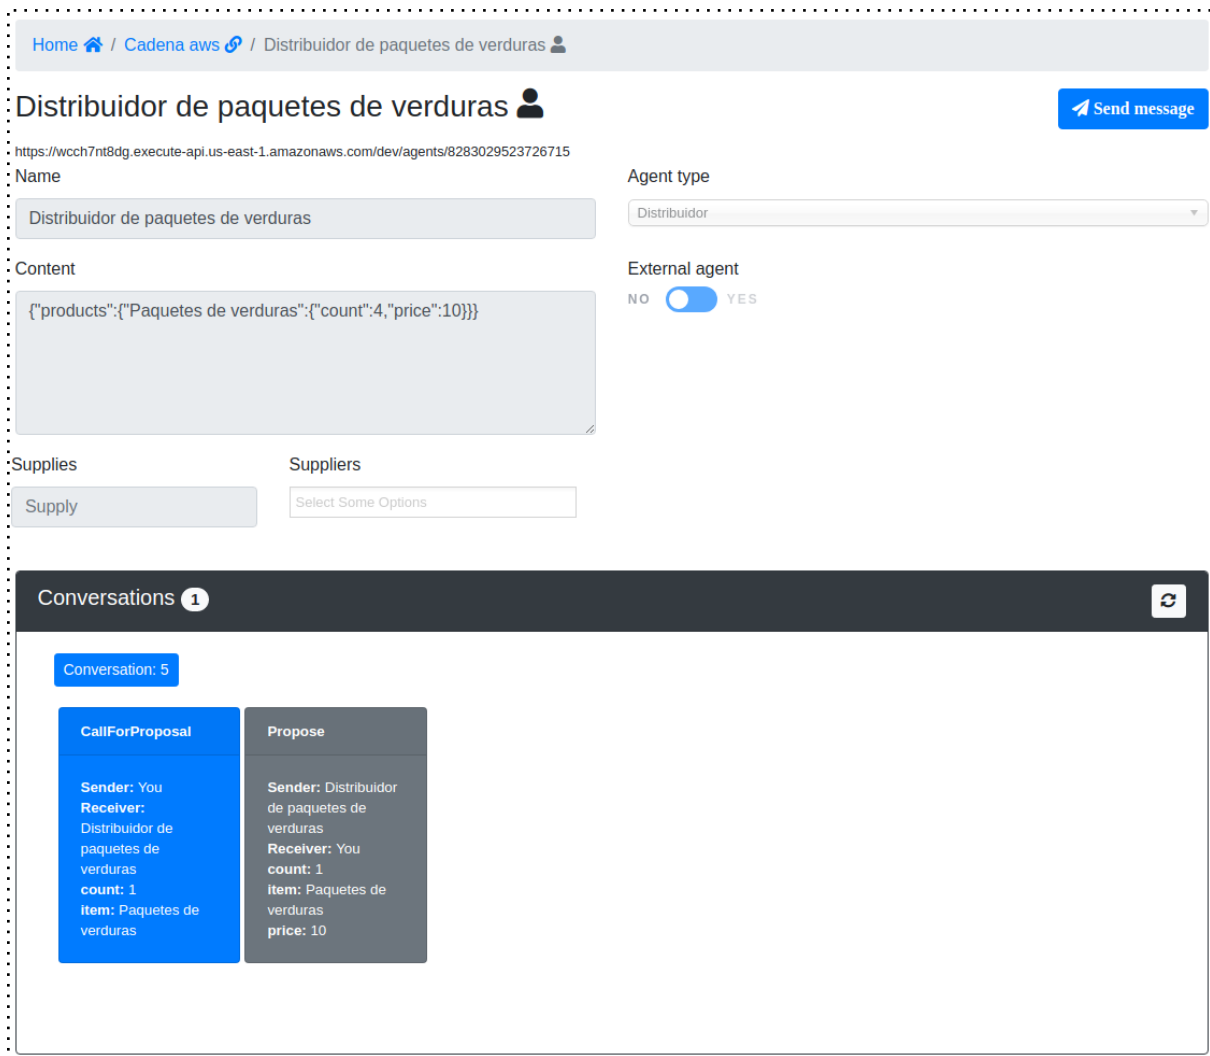 Home / Cadena aws / Distribuidor de paquetes de verduras
Distribuidor de paquetes de verduras
Send message
https://wcch7nt8dg.execute-api.us-east-1.amazonaws.com/dev/agents/8283029523726715
Name
Agent type
Distribuidor de paquetes de verduras
Distribuidor
Content
External agent
{"products":{"Paquetes de verduras":{"count":4,"price":10}}}
NO YES
Supplies
Suppliers
Supply
Select Some Options
Conversations 1
Conversation: 5
CallForProposal
Sender: You
Receiver:
Distribuidor de
paquetes de
verduras
count: 1
item: Paquetes de
verduras
Propose
Sender: Distribuidor
de paquetes de
verduras
Receiver: You
count: 1
item: Paquetes de
verduras
price: 10